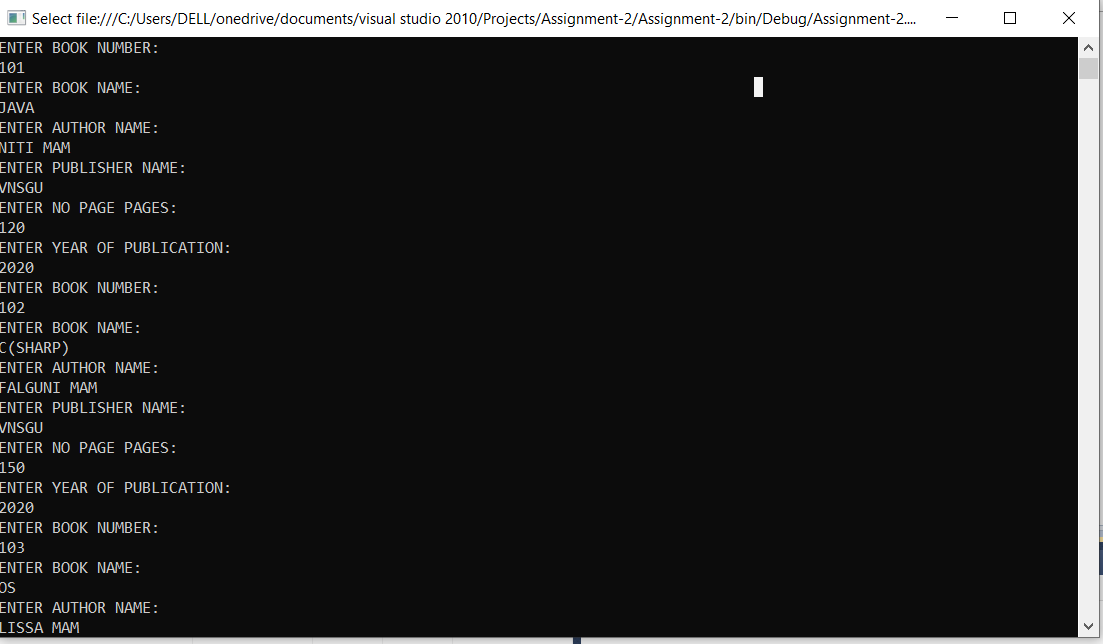 Select file:///C:/Users/DELL/onedrive/documents/visual studio 2010/Projects/Assignment-2/Assignment-2/bin/Debug/Assignment-2....
ENTER BOOK NUMBER:
101
ENTER BOOK NAME:
JAVA
ENTER AUTHOR NAME:
NITI MAM
ENTER PUBLISHER NAME:
VNSGU
ENTER NO PAGE PAGES:
120
ENTER YEAR OF PUBLICATION:
2020
ENTER BOOK NUMBER:
102
ENTER BOOK NAME:
C(SHARP)
ENTER AUTHOR NAME:
FALGUNI MAM
ENTER PUBLISHER NAME:
VNSGU
ENTER NO PAGE PAGES:
150
ENTER YEAR OF PUBLICATION:
2020
ENTER BOOK NUMBER:
103
ENTER BOOK NAME:
OS
ENTER AUTHOR NAME:
LISSA MAM